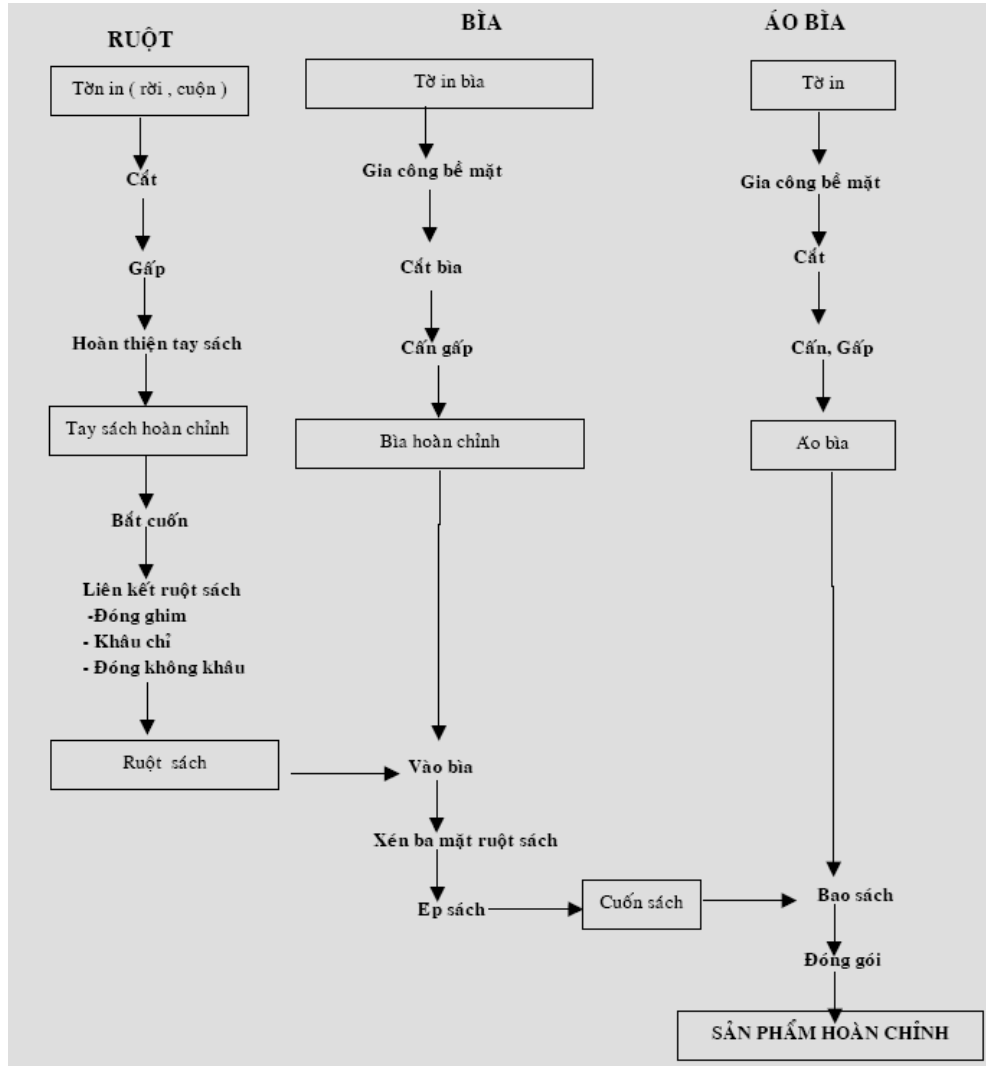 RUỘT
Tờn in ( rời , cuộn )
Cắt
Gấp
Hoàn thiện tay sách
Tay sách hoàn chỉnh
Bắt cuốn
Liên kết ruột sách
-Đóng ghim
- Khâu chỉ
- Đóng không khâu
Ruột sách
BÌA
Tờ in bìa
Gia công bề mặt
Cắt bìa
Cấn gấp
Bìa hoàn chỉnh
Vào bìa
Xén ba mặt ruột sách
Ep sách
Cuốn sách
ÁO BÌA
Tờ in
Gia công bề mặt
Cắt
Cấn, Gấp
Áo bìa
Bao sách
Đóng gói
SẢN PHẨM HOÀN CHỈNH